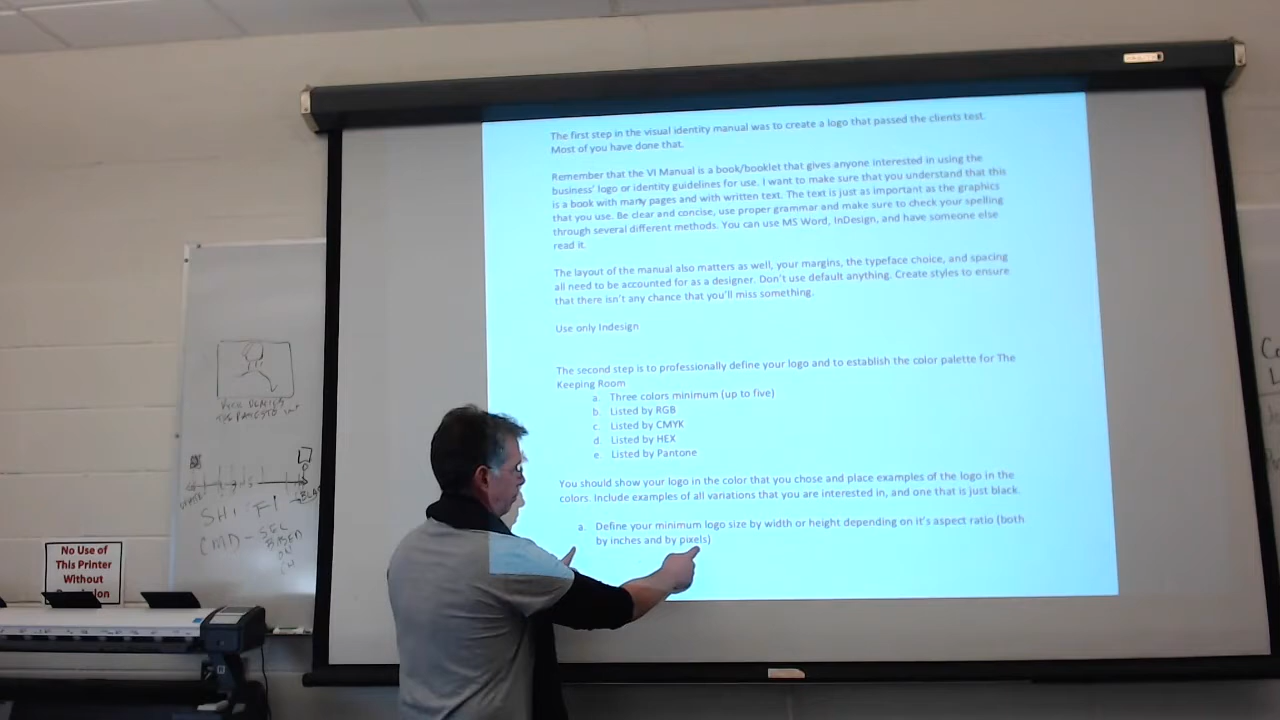 The first step in the visual identity manual was to create a logo that passed the clients test.
Most of you have done that.
Remember that the VI Manual is a book/booklet that gives anyone interested in using the
business' logo or identity guidelines for use. I want to make sure that you understand that this
is a book with many pages and with written text. The text is just as important as the graphics
that you use. Be clear and concise, use proper grammar and make sure to check your spelling
through several different methods. You can use MS Word, InDesign, and have someone else
read it.
The layout of the manual also matters as well, your margins, the typeface choice, and spacing
all need to be accounted for as a designer. Don't use default anything. Create styles to ensure
that there isn't any chance that you'll miss something.
Use only Indesign
The second step is to professionally define your logo and to establish the color palette for The
Keeping Room
a. Three colors minimum (up to five)
b. Listed by RGB
c. Listed by CMYK
d. Listed by HEX
e. Listed by Pantone
You should show your logo in the color that you chose and place examples of the logo in the
colors. Include examples of all variations that you are interested in, and one that is just black.
a. Define your minimum logo size by width or height depending on it's aspect ratio (both
by inches and by pixels)
SHI FI
CMD -
No Use of
This Printer
Without